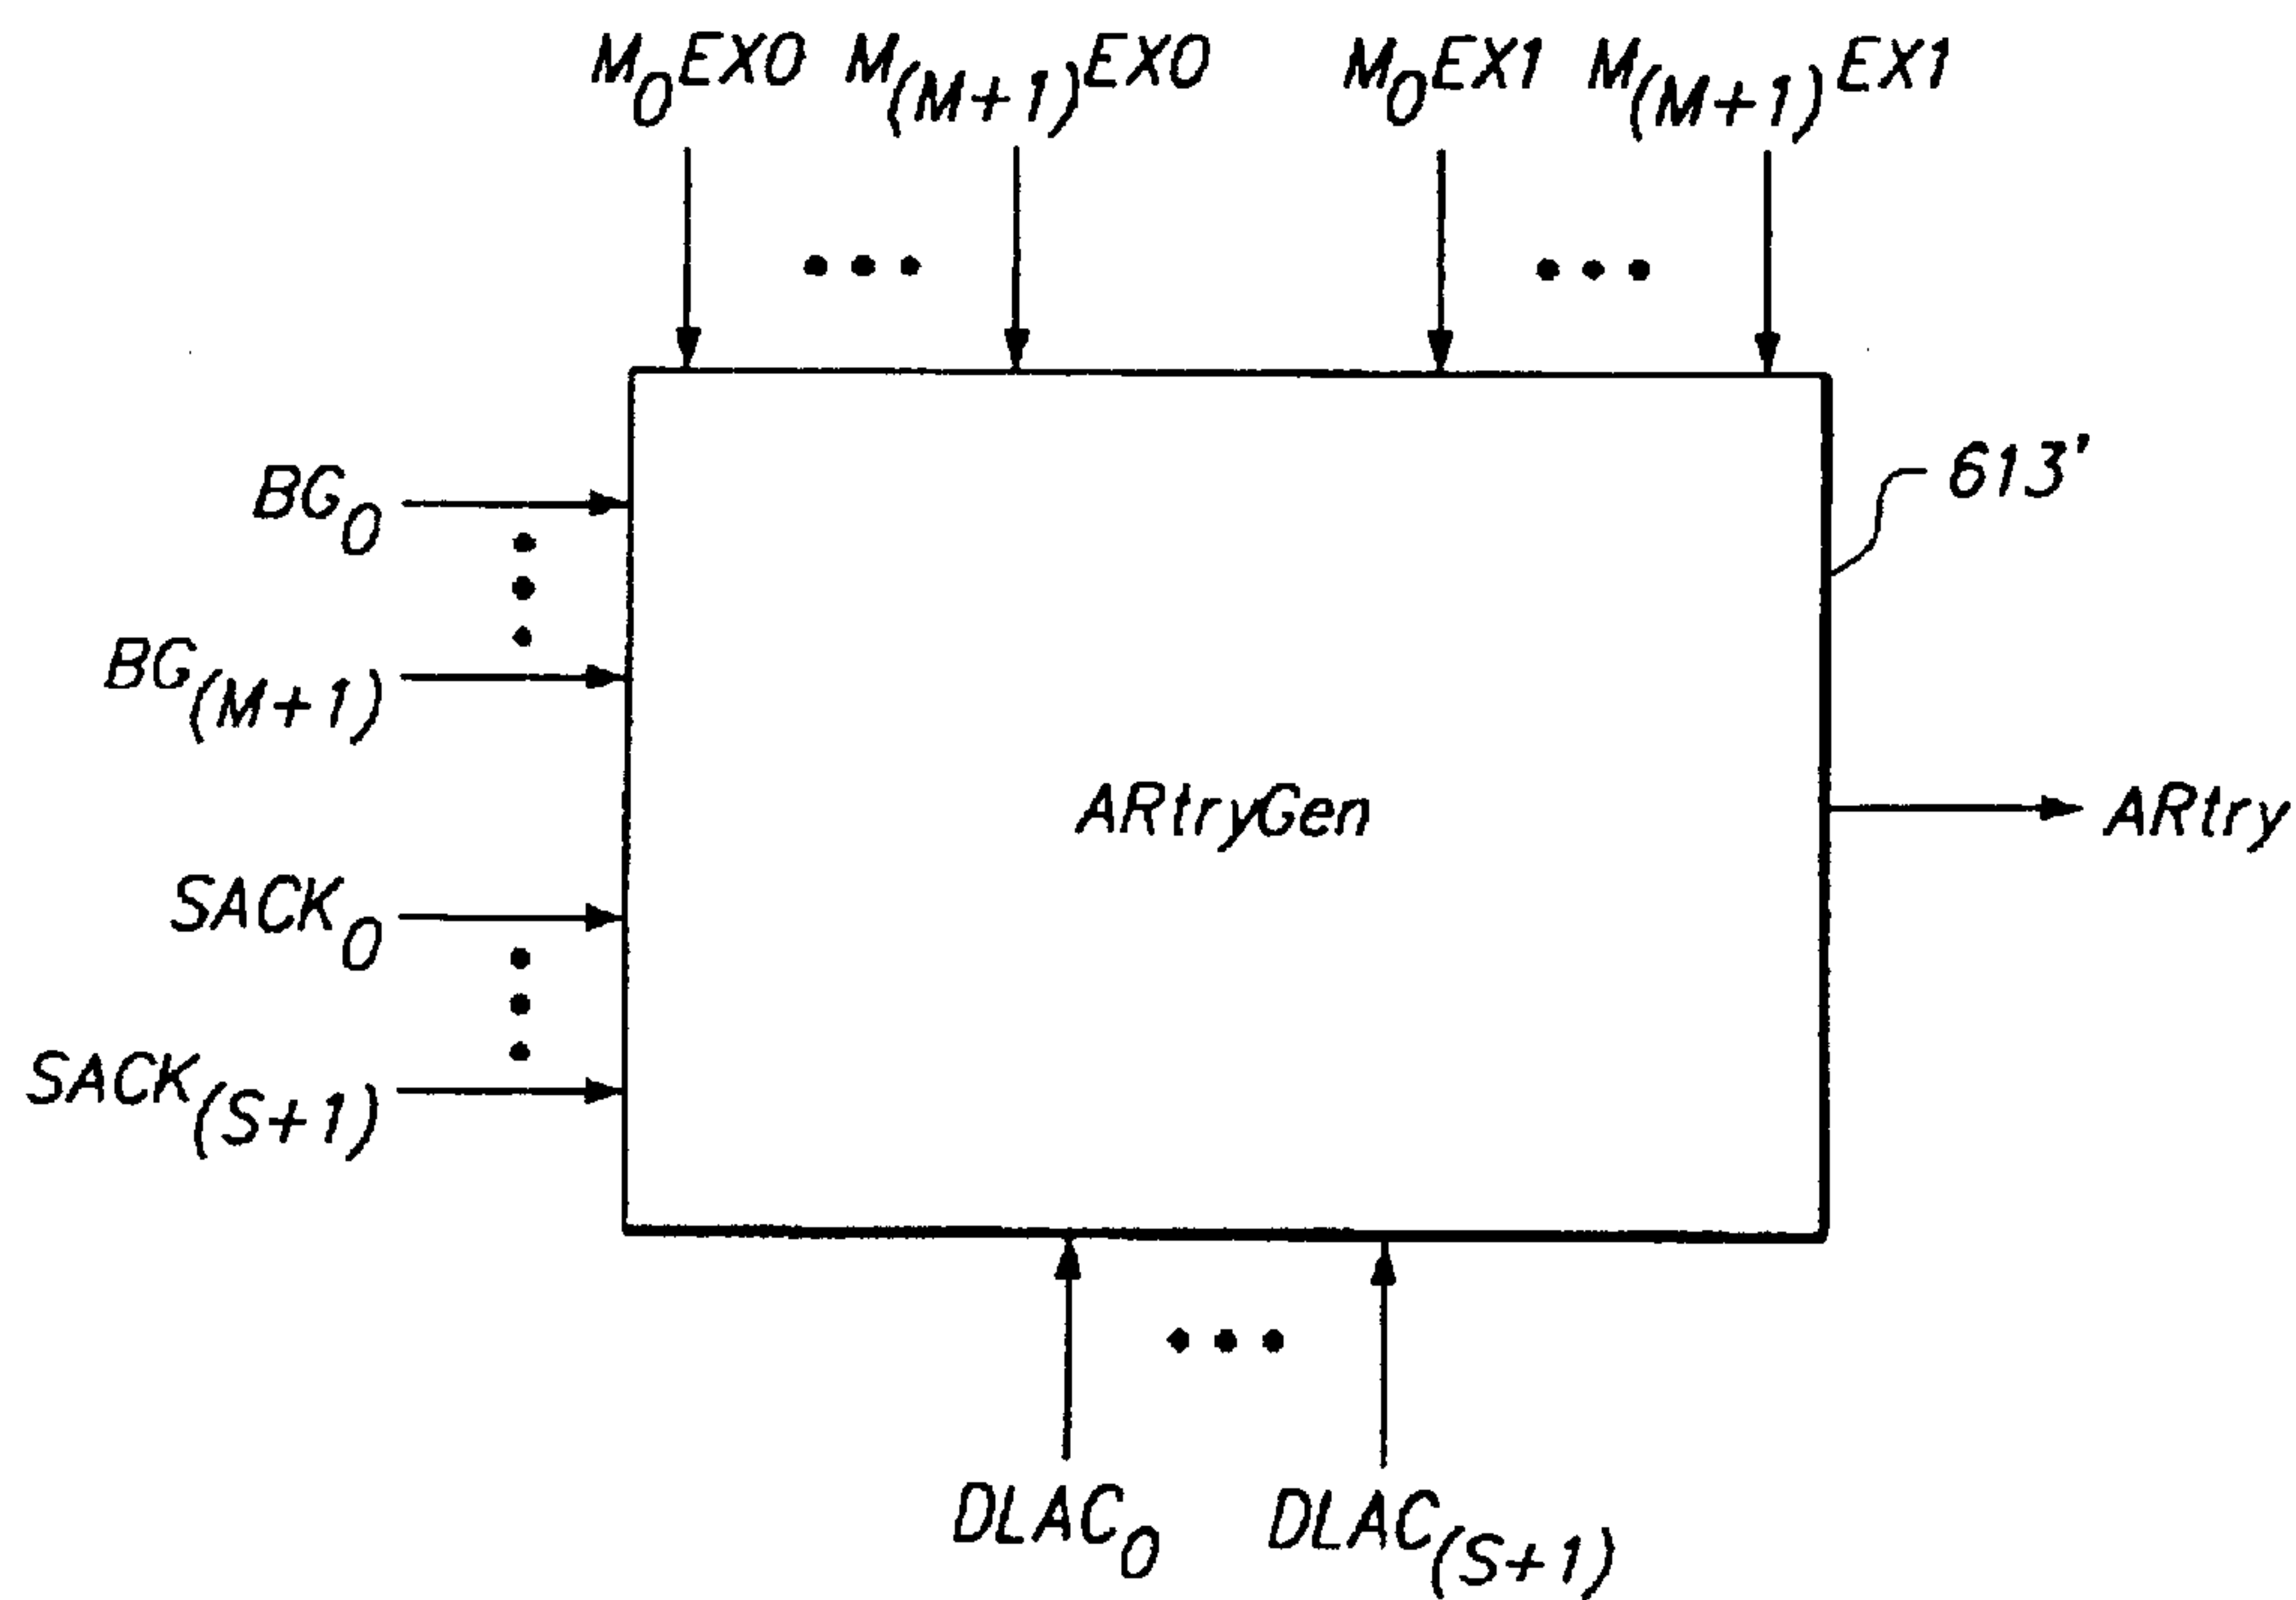 M₀EX0 M₍M+1₎EX0 M₀EX1 M₍M+1₎EX1
BG₀
613'
BG₍M+1₎
ARtryGen
ARtry
SACK₀
SACK₍S+1₎
DLAC₀ DLAC₍S+1₎